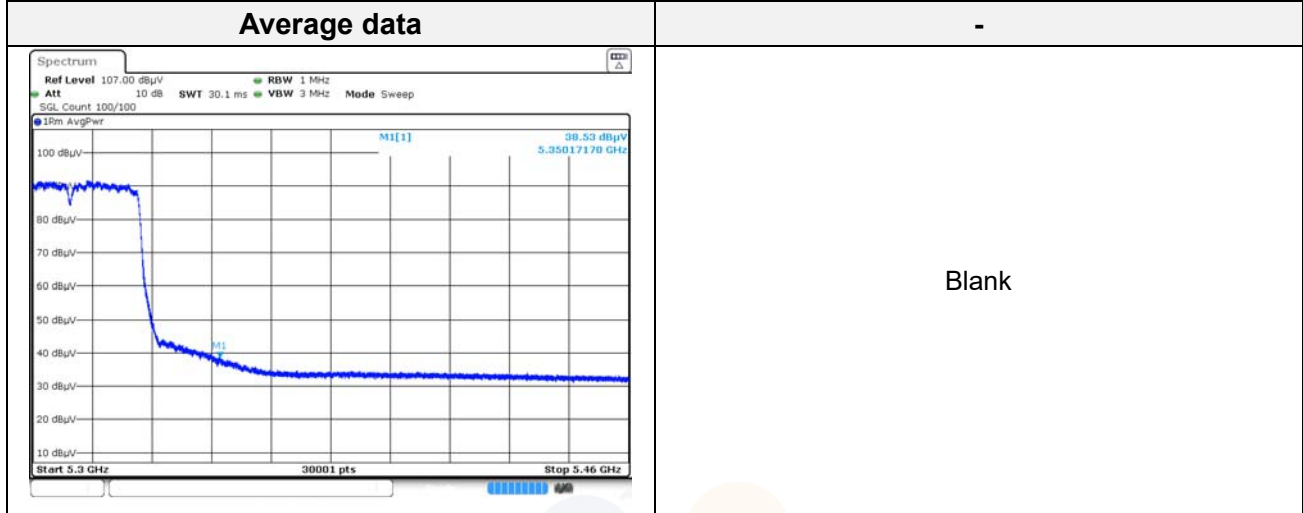 Average data
-
Spectrum
Ref Level 107.00 dBµV RBW 1 MHz
Att 10 dB SWT 30.1 ms VBW 3 MHz Mode Sweep
SGL Count 100/100
1Rm AvgPwr
M1[1] 38.53 dBµV
5.35017170 GHz
100 dBµV
80 dBµV
70 dBµV
60 dBµV
50 dBµV
M1
40 dBµV
30 dBµV
20 dBµV
10 dBµV
Start 5.3 GHz 30001 pts Stop 5.46 GHz
Blank